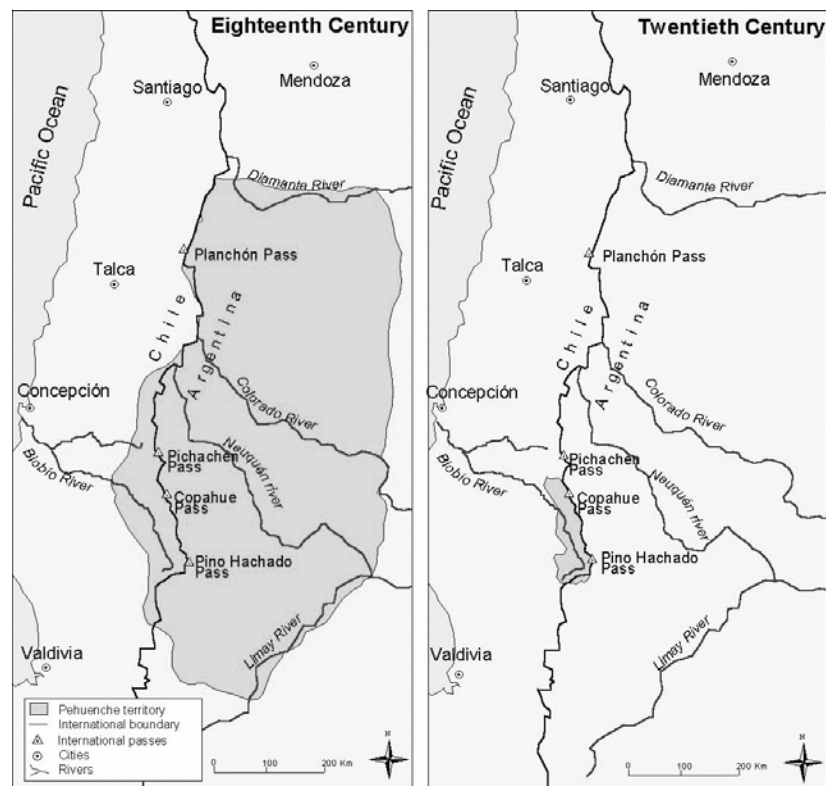 Eighteenth Century
Mendoza
Santiago
Pacific Ocean
Diamante River
Planchón Pass
Talca
Chile
Argentina
Concepción
Colorado River
Biobío River
Pichachén
Pass
Neuquén river
Copahue
Pass
Pino Hachado
Pass
Limay River
Valdivia
Pehuenche territory
International boundary
International passes
Cities
Rivers
N
0 100 200 Km
Twentieth Century
Mendoza
Santiago
Pacific Ocean
Diamante River
Planchón Pass
Talca
Chile
Argentina
Concepción
Colorado River
Pichachén
Pass
Biobío River
Copahue
Pass
Neuquén river
Pino Hachado
Pass
Limay River
Valdivia
N
0 100 200 Km